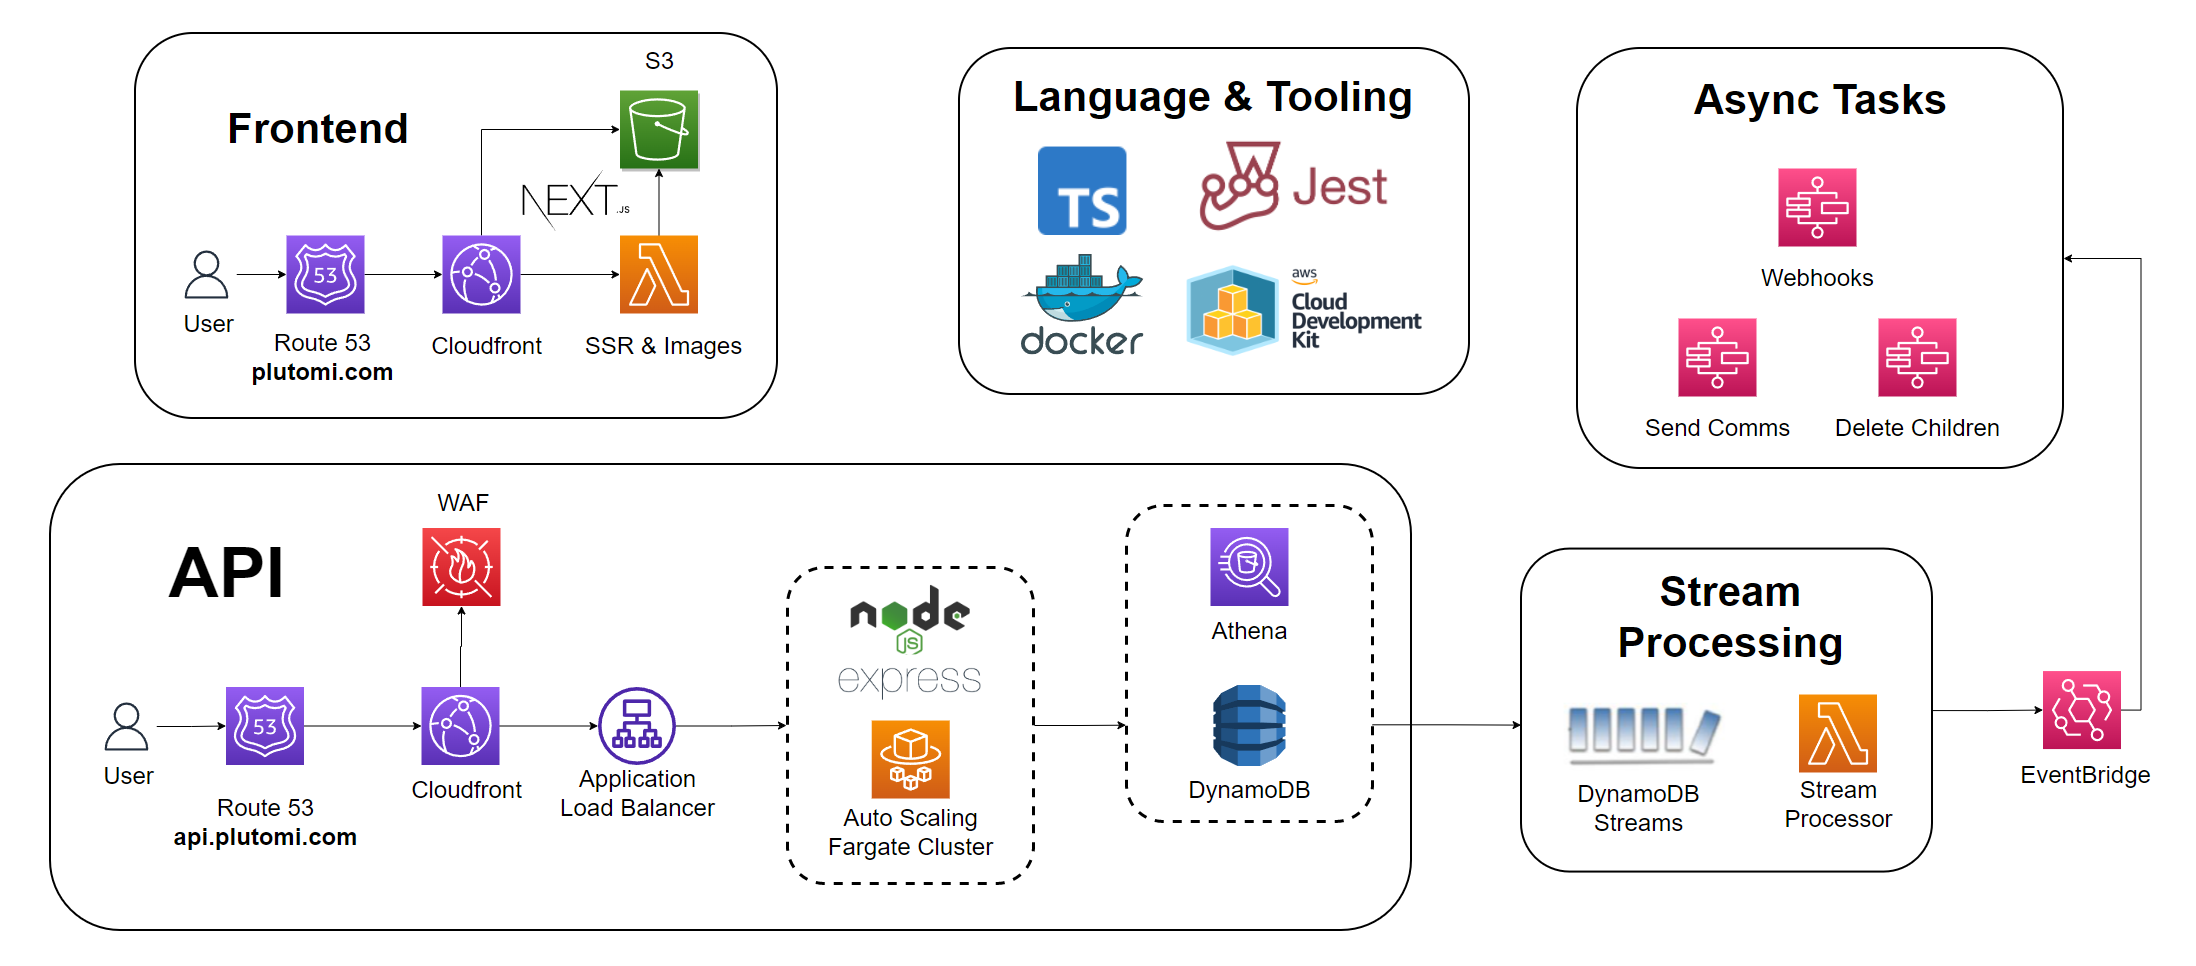 Frontend
S3
NEXT.JS
53
User
Route 53
plutomi.com
Cloudfront
SSR & Images
Language & Tooling
TS
Jest
docker
aws
Cloud
Development
Kit
Async Tasks
Webhooks
Send Comms
Delete Children
API
WAF
53
User
Route 53
api.plutomi.com
Cloudfront
Application
Load Balancer
node
JS
express
Auto Scaling
Fargate Cluster
Athena
DynamoDB
Stream
Processing
DynamoDB
Streams
Stream
Processor
EventBridge